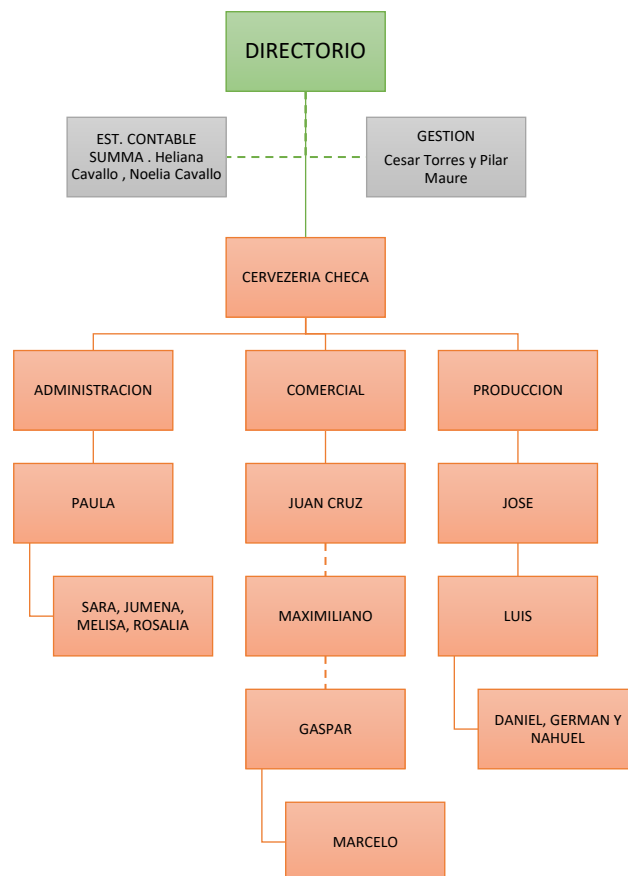 DIRECTORIO
EST. CONTABLE
SUMMA . Heliana
Cavallo , Noelia Cavallo
GESTION
Cesar Torres y Pilar
Maure
CERVEZERIA CHECA
ADMINISTRACION
COMERCIAL
PRODUCCION
PAULA
JUAN CRUZ
JOSE
SARA, JUMENA,
MELISA, ROSALIA
MAXIMILIANO
LUIS
GASPAR
DANIEL, GERMAN Y
NAHUEL
MARCELO